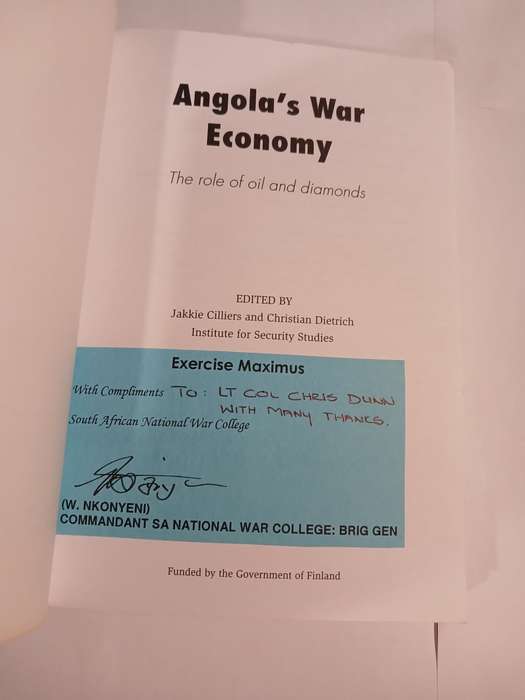 Angola's War
Economy
The role of oil and diamonds
EDITED BY
Jakkie Cilliers and Christian Dietrich
Institute for Security Studies
Exercise Maximus
With Compliments TO: LT COL CHRIS DUNN
WITH MANY THANKS.
South African National War College
(W. NKONYENI)
COMMANDANT SA NATIONAL WAR COLLEGE: BRIG GEN
Funded by the Government of Finland